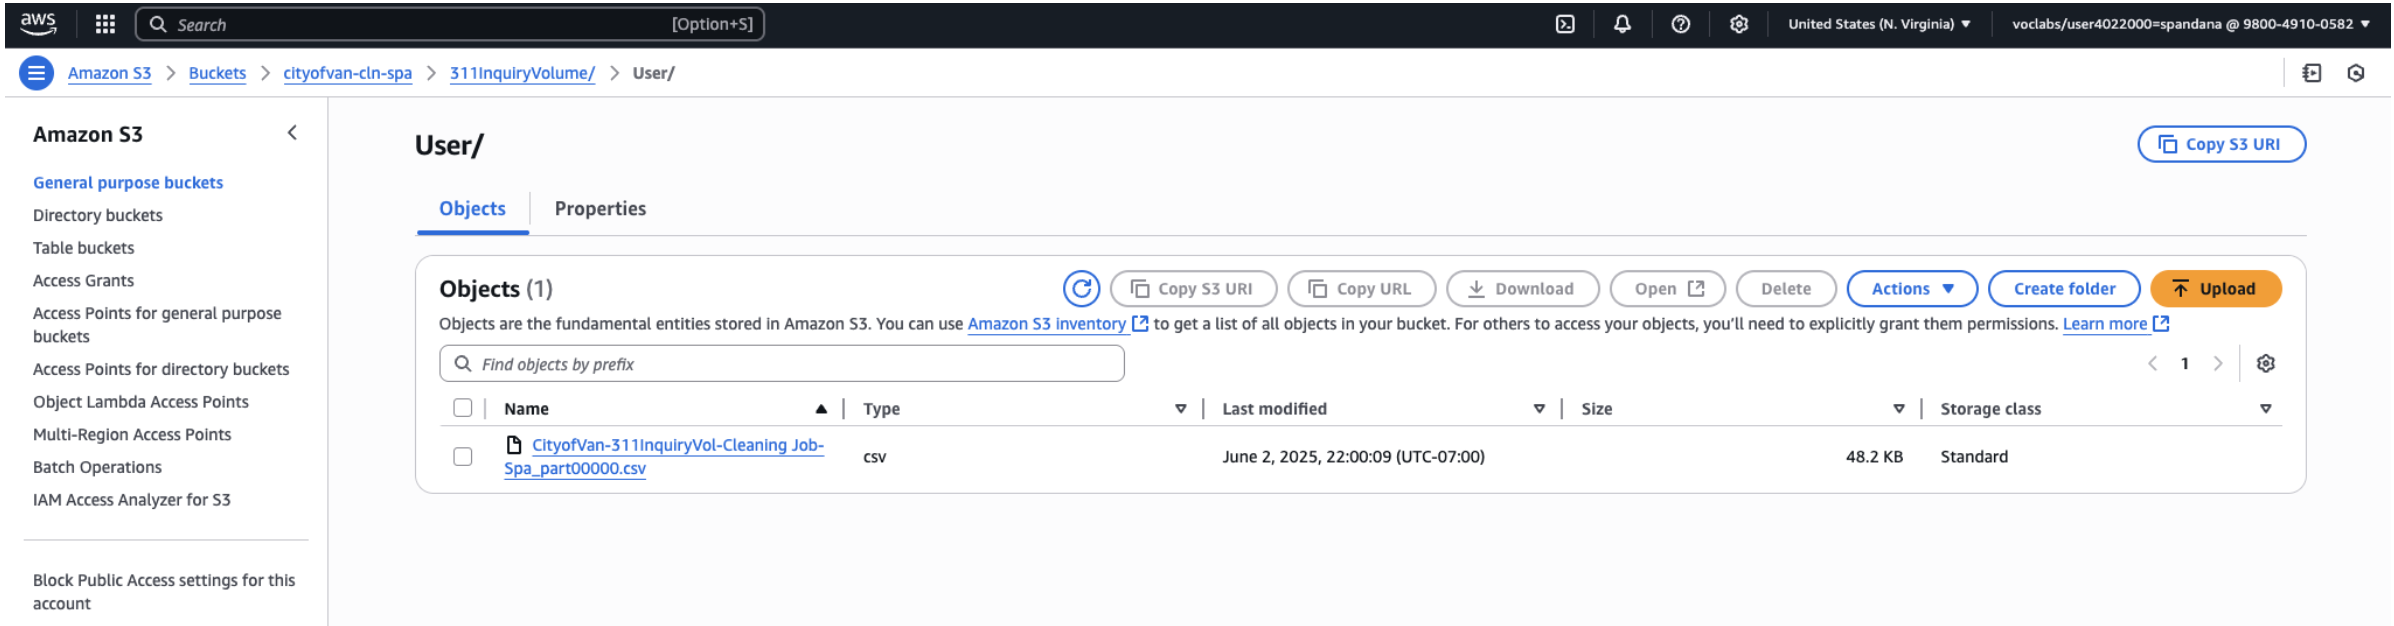 aws
Search [Option+S] United States (N. Virginia) ▼ voclabs/user4022000=spandana @ 9800-4910-0582 ▼
Amazon S3 > Buckets > cityofvan-cln-spa > 311InquiryVolume/ > User/
Amazon S3
General purpose buckets
Directory buckets
Table buckets
Access Grants
Access Points for general purpose
buckets
Access Points for directory buckets
Object Lambda Access Points
Multi-Region Access Points
Batch Operations
IAM Access Analyzer for S3
Block Public Access settings for this
account
User/
Copy S3 URI
Objects
Properties
Objects (1)
Copy S3 URI
Copy URL
Download
Open
Delete
Actions ▼
Create folder
Upload
Objects are the fundamental entities stored in Amazon S3. You can use Amazon S3 inventory to get a list of all objects in your bucket. For others to access your objects, you'll need to explicitly grant them permissions. Learn more
Find objects by prefix
1
Name Type Last modified Size Storage class
CityofVan-311InquiryVol-Cleaning Job-
Spa_part00000.csv
csv
June 2, 2025, 22:00:09 (UTC-07:00)
48.2 KB
Standard